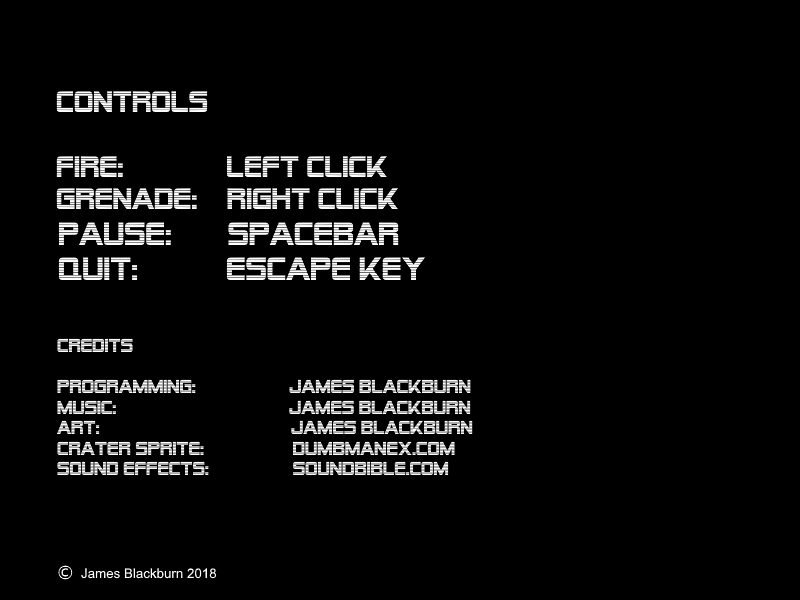 CONTROLS
FIRE: LEFT CLICK
GRENADE: RIGHT CLICK
PAUSE: SPACEBAR
QUIT: ESCAPE KEY
CREDITS
PROGRAMMING: JAMES BLACKBURN
MUSIC: JAMES BLACKBURN
ART: JAMES BLACKBURN
CRATER SPRITE: DUMBMANEX.COM
SOUND EFFECTS: SOUNDBIBLE.COM
© James Blackburn 2018